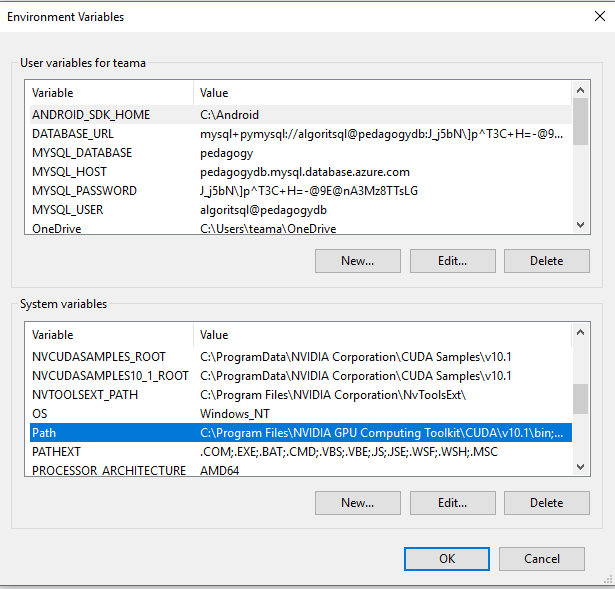 Environment Variables
User variables for teama
Variable Value
ANDROID_SDK_HOME C:\Android
DATABASE_URL mysql+pymysql://algoritsql@pedagogydb:J_j5bN\]p^T3C+H=-@9...
MYSQL_DATABASE pedagogy
MYSQL_HOST pedagogydb.mysql.database.azure.com
MYSQL_PASSWORD J_j5bN\]p^T3C+H=-@9E@nA3Mz8TTsLG
MYSQL_USER algoritsql@pedagogydb
OneDrive C:\Users\teama\OneDrive
New... Edit... Delete
System variables
Variable Value
NVCUDASAMPLES_ROOT C:\ProgramData\NVIDIA Corporation\CUDA Samples\v10.1
NVCUDASAMPLES10_1_ROOT C:\ProgramData\NVIDIA Corporation\CUDA Samples\v10.1
NVTOOLSEXT_PATH C:\Program Files\NVIDIA Corporation\NvToolsExt\
OS Windows_NT
Path C:\Program Files\NVIDIA GPU Computing Toolkit\CUDA\v10.1\bin;...
PATHEXT .COM;.EXE;.BAT;.CMD;.VBS;.VBE;.JS;.JSE;.WSF;.WSH;.MSC
PROCESSOR_ARCHITECTURE AMD64
New... Edit... Delete
OK Cancel